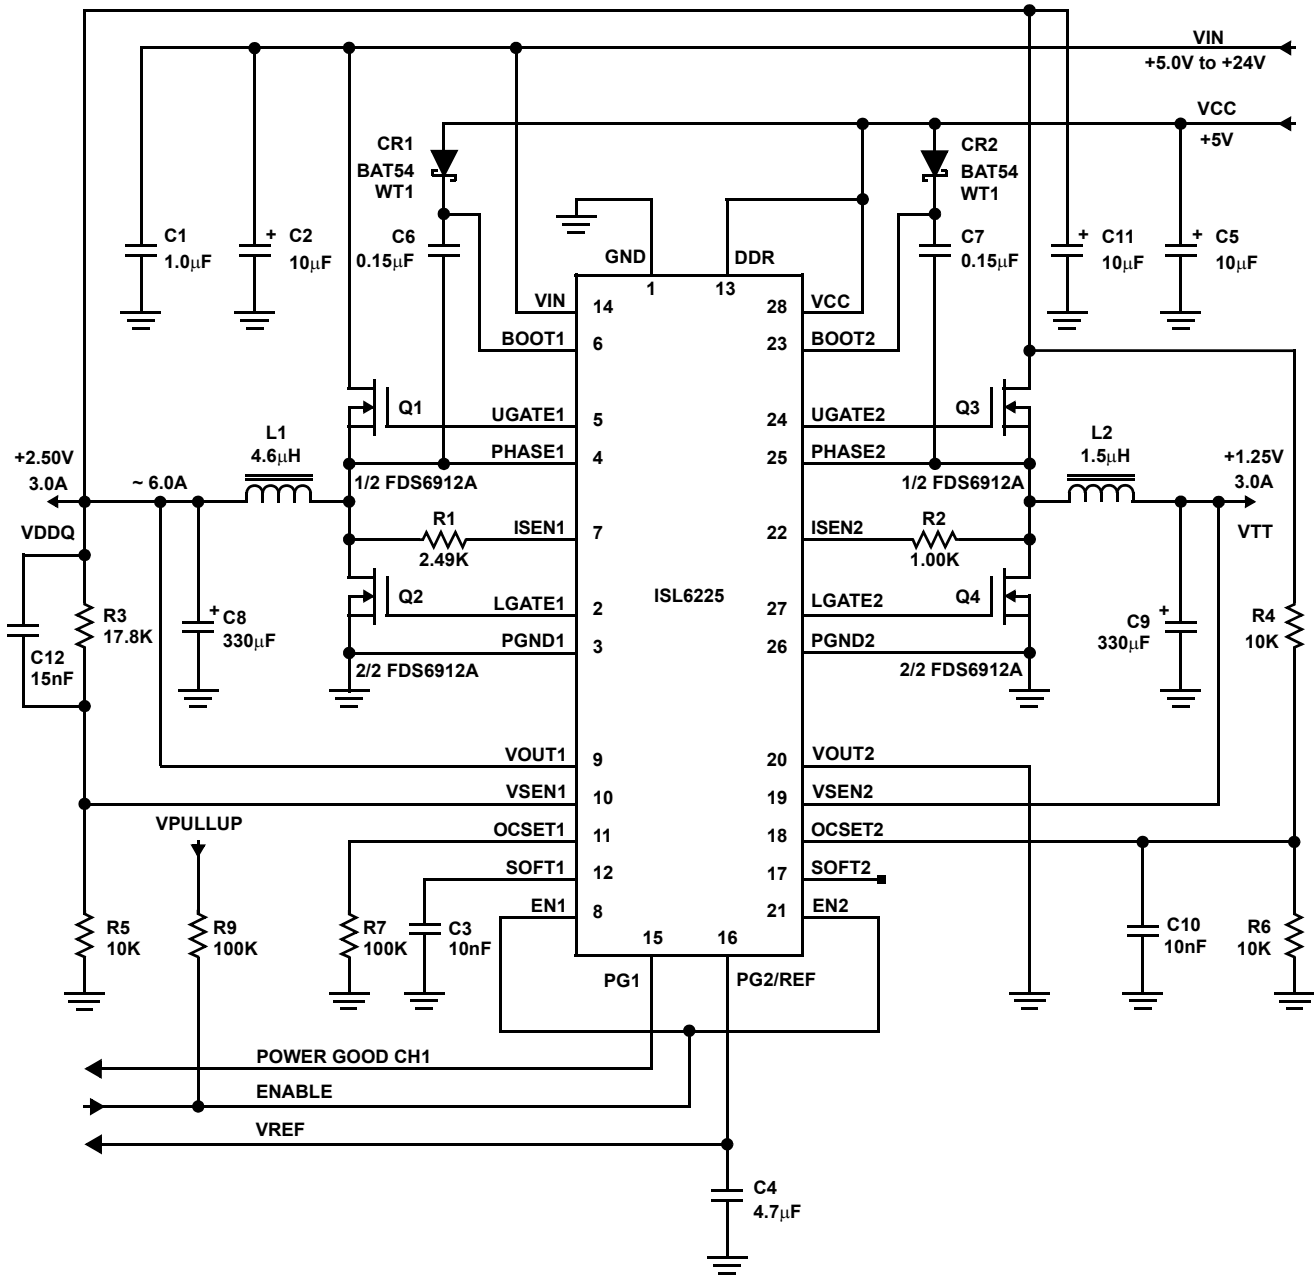 VIN
+5.0V to +24V
VCC
+5V
CR1
BAT54
WT1
CR2
BAT54
WT1
C1
1.0μF
+ C2
10μF
C6
0.15μF
C7
0.15μF
+ C11
10μF
+ C5
10μF
GND
1
DDR
13
VIN
14
28
VCC
BOOT1
6
23
BOOT2
Q1
UGATE1
5
24
UGATE2
Q3
L1
4.6μH
PHASE1
4
25
PHASE2
L2
1.5μH
+2.50V
3.0A
~ 6.0A
1/2 FDS6912A
1/2 FDS6912A
+1.25V
3.0A
VDDQ
R1
2.49K
ISEN1
7
22
ISEN2
R2
1.00K
VTT
ISL6225
Q2
LGATE1
2
27
LGATE2
Q4
R3
17.8K
+
C8
330μF
PGND1
3
26
PGND2
C9
+
330μF
R4
10K
C12
15nF
2/2 FDS6912A
2/2 FDS6912A
VOUT1
9
20
VOUT2
VSEN1
10
19
VSEN2
VPULLUP
OCSET1
11
18
OCSET2
SOFT1
12
17
SOFT2
EN1
8
21
EN2
R5
10K
R9
100K
R7
100K
C3
10nF
15
16
C10
10nF
R6
10K
PG1
PG2/REF
POWER GOOD CH1
ENABLE
VREF
C4
4.7μF